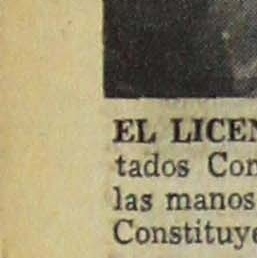 EL LICEN
tados Con
las manos
Constituye